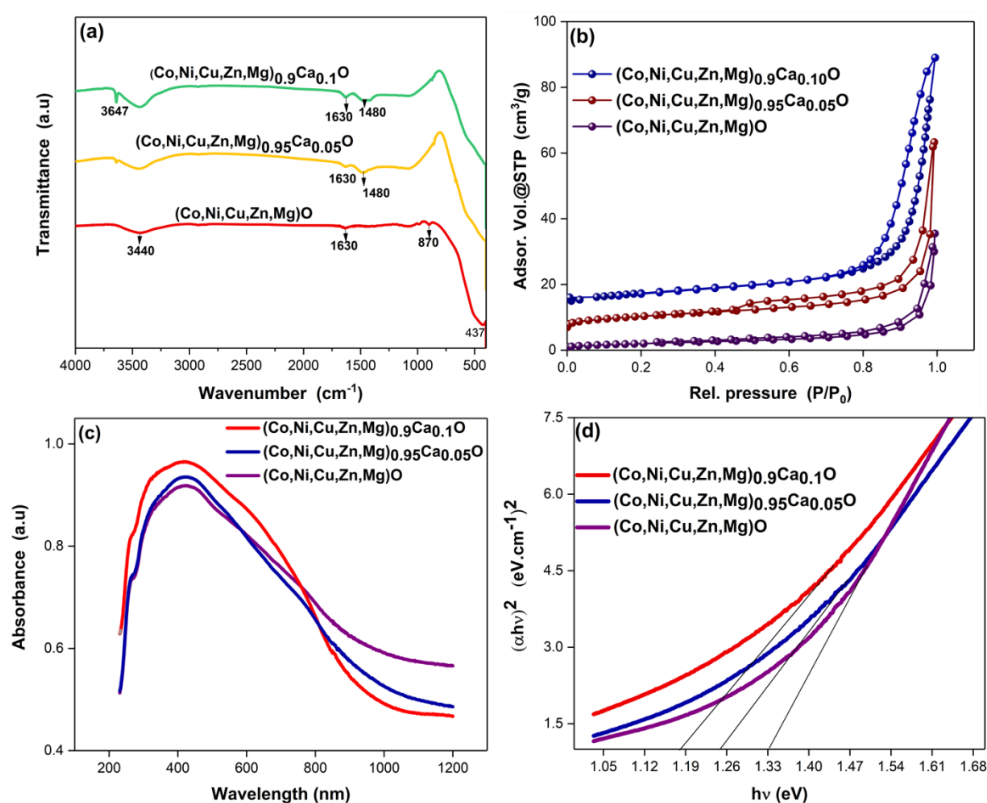 (a)
(Co,Ni,Cu,Zn,Mg)0.9Ca0.1O
3647
1630
1480
(Co,Ni,Cu,Zn,Mg)0.95Ca0.05O
1630
1480
(Co,Ni,Cu,Zn,Mg)O
3440
1630
870
437
Transmittance (a.u)
4000 3500 3000 2500 2000 1500 1000 500
Wavenumber (cm-1)
(b)
(Co,Ni,Cu,Zn,Mg)0.9Ca0.10O
(Co,Ni,Cu,Zn,Mg)0.95Ca0.05O
(Co,Ni,Cu,Zn,Mg)O
Adsor. Vol.@STP (cm3/g)
100
80
60
40
20
0
0.0 0.2 0.4 0.6 0.8 1.0
Rel. pressure (P/P0)
(c)
(Co,Ni,Cu,Zn,Mg)0.9Ca0.1O
(Co,Ni,Cu,Zn,Mg)0.95Ca0.05O
(Co,Ni,Cu,Zn,Mg)O
Absorbance (a.u)
1.0
0.8
0.6
0.4
200 400 600 800 1000 1200
Wavelength (nm)
(d)
(Co,Ni,Cu,Zn,Mg)0.9Ca0.1O
(Co,Ni,Cu,Zn,Mg)0.95Ca0.05O
(Co,Ni,Cu,Zn,Mg)O
(αhν)2 (eV.cm-1)2
7.5
6.0
4.5
3.0
1.5
1.05 1.12 1.19 1.26 1.33 1.40 1.47 1.54 1.61 1.68
hν (eV)